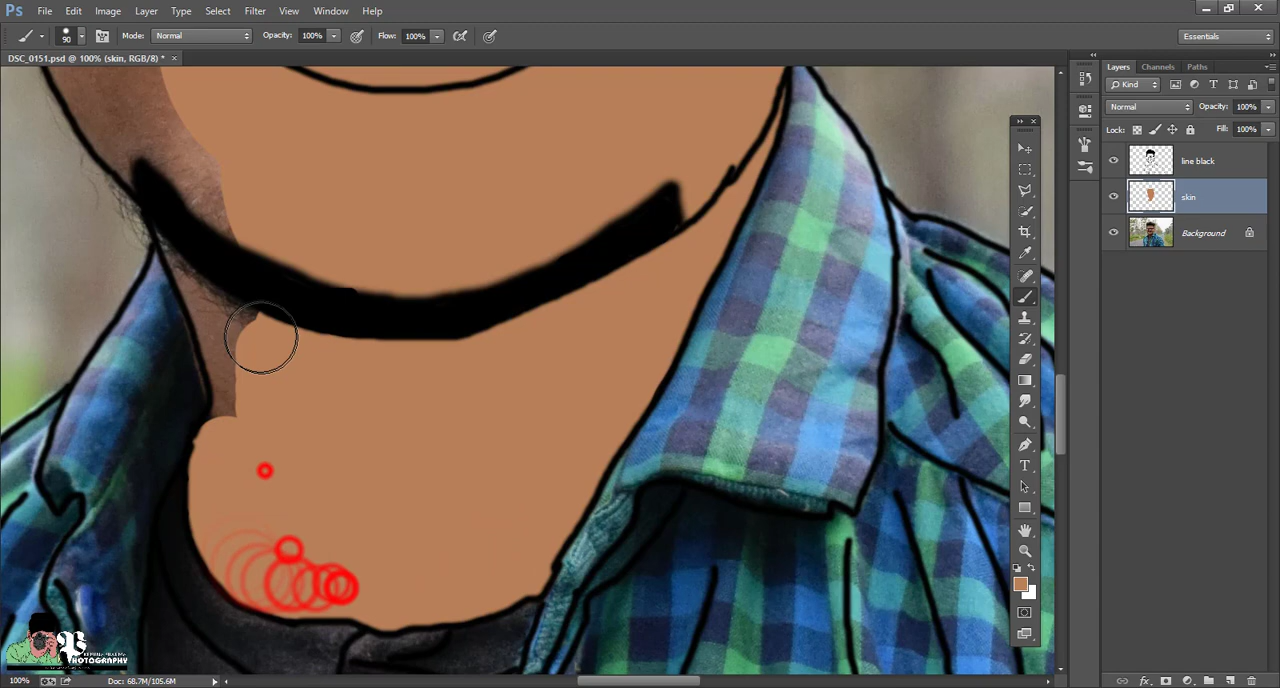 Ps File Edit Image Layer Type Select Filter View Window Help
90 Mode: Normal Opacity: 100% Flow: 100% Essentials
DSC_0151.psd @ 100% (skin, RGB/8) * ×
Layers Channels Paths
Kind
Normal Opacity: 100%
Lock: Fill: 100%
line black
skin
Background
PHOTOGRAPHY
100% Doc: 68.7M/105.6M